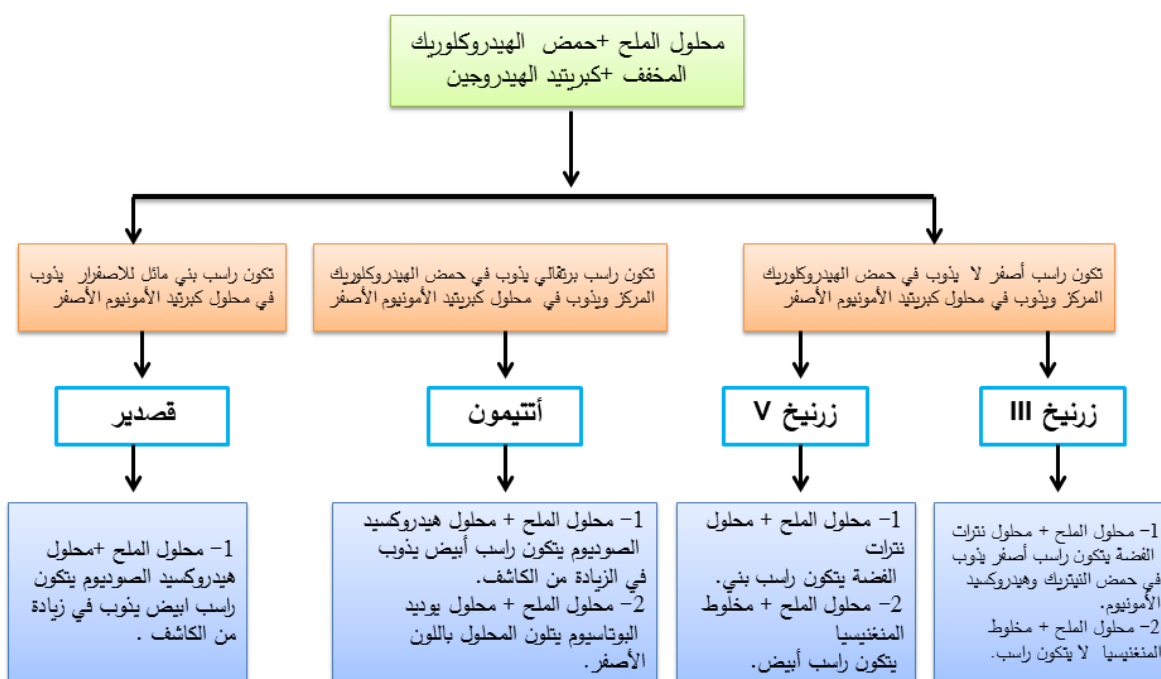 محلول الملح +حمض الهيدروكلوريك
المخفف +كبريتيد الهيدروجين
تكون راسب أصفر لا يذوب في حمض الهيدروكلوريك
المركز ويذوب في محلول كبريتيد الأمونيوم الأصفر
تكون راسب برتقالي يذوب في حمض الهيدروكلوريك
المركز ويذوب في محلول كبريتيد الأمونيوم الأصفر
تكون راسب بني مائل للاصفرار يذوب
في محلول كبرتيد الأمونيوم الأصفر
زرنيخ III
زرنيخ V
أنتيمون
قصدير
1- محلول الملح + محلول نترات
الفضة يتكون راسب أصفر يذوب
في حمض النيتريك وهيدروكسيد
الأمونيوم.
2- محلول الملح + مخلوط
المنغنيسيا لا يتكون راسب.
1- محلول الملح + محلول
نترات
الفضة يتكون راسب بني.
2- محلول الملح + مخلوط
المنغنيسيا
يتكون راسب أبيض.
1- محلول الملح + محلول هيدروكسيد
الصوديوم يتكون راسب أبيض يذوب
في الزيادة من الكاشف.
2- محلول الملح + محلول يوديد
البوتاسيوم يتلون المحلول باللون
الأصفر.
1- محلول الملح +محلول
هيدروكسيد الصوديوم يتكون
راسب ابيض يذوب في زيادة
من الكاشف .